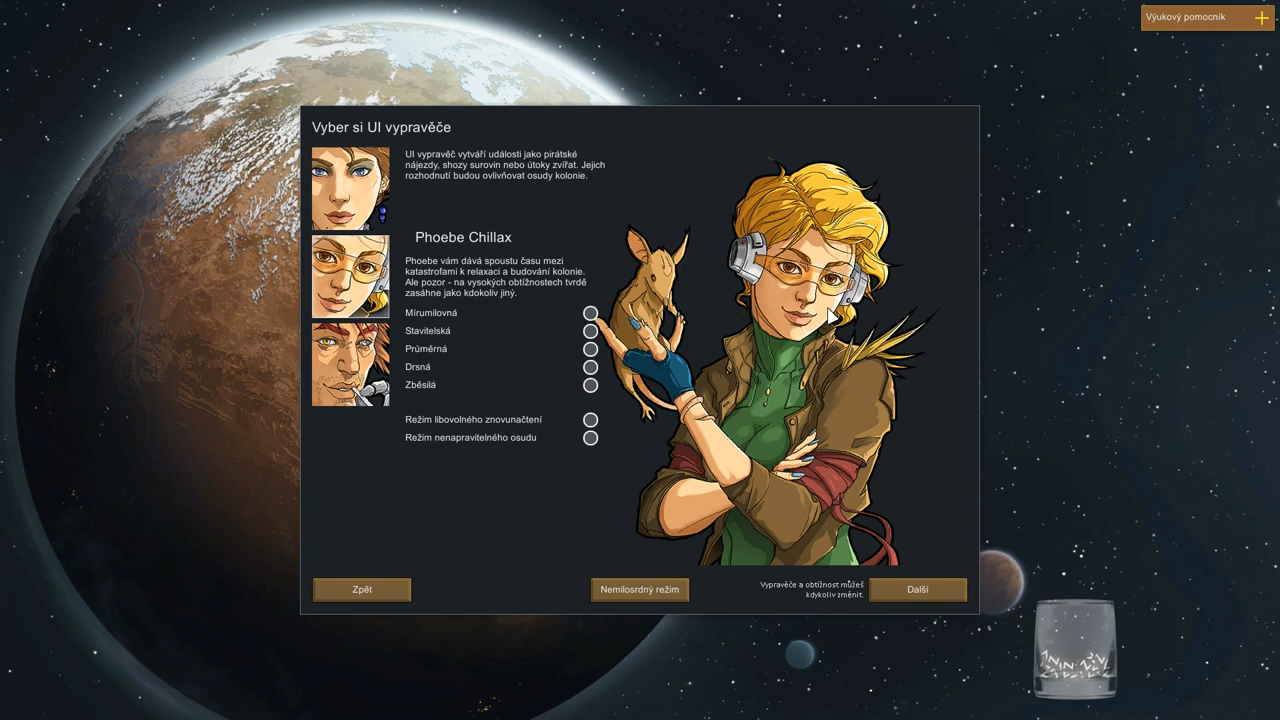 Výukový pomocník
Vyber si UI vypravěče
UI vypravěč vytváří události jako pirátské
nájezdy, shozy surovin nebo útoky zvířat. Jejich
rozhodnutí budou ovlivňovat osudy kolonie.
Phoebe Chillax
Phoebe vám dává spoustu času mezi
katastrofami k relaxaci a budování kolonie.
Ale pozor - na vysokých obtížnostech tvrdě
zasáhne jako kdokoliv jiný.
Mírumilovná
Stavitelská
Průměrná
Drsná
Zběsilá
Režim libovolného znovunačtení
Režim nenapravitelného osudu
Zpět
Nemilosrdný režim
Vypravěče a obtížnost můžeš
kdykoliv změnit.
Další